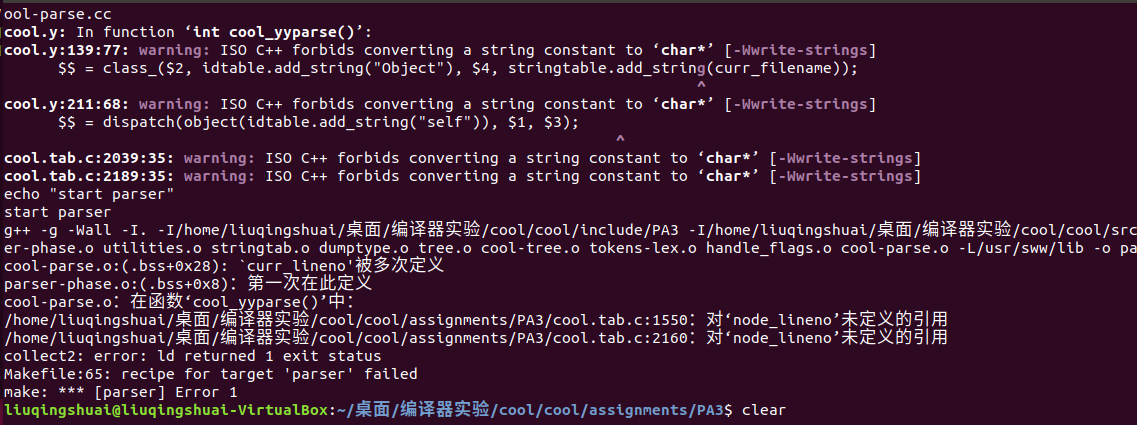 ool-parse.cc
cool.y: In function ‘int cool_yyparse()’:
cool.y:139:77: warning: ISO C++ forbids converting a string constant to ‘char*’ [-Wwrite-strings]
$$ = class_($2, idtable.add_string("Object"), $4, stringtable.add_string(curr_filename));
^
cool.y:211:68: warning: ISO C++ forbids converting a string constant to ‘char*’ [-Wwrite-strings]
$$ = dispatch(object(idtable.add_string("self")), $1, $3);
^
cool.tab.c:2039:35: warning: ISO C++ forbids converting a string constant to ‘char*’ [-Wwrite-strings]
cool.tab.c:2189:35: warning: ISO C++ forbids converting a string constant to ‘char*’ [-Wwrite-strings]
echo "start parser"
start parser
g++ -g -Wall -I. -I/home/liuqingshuai/桌面/编译器实验/cool/cool/include/PA3 -I/home/liuqingshuai/桌面/编译器实验/cool/cool/src
er-phase.o utilities.o stringtab.o dumptype.o tree.o cool-tree.o tokens-lex.o handle_flags.o cool-parse.o -L/usr/sww/lib -o pa
cool-parse.o:(.bss+0x28): `curr_lineno'被多次定义
parser-phase.o:(.bss+0x8)：第一次在此定义
cool-parse.o：在函数‘cool_yyparse()’中：
/home/liuqingshuai/桌面/编译器实验/cool/cool/assignments/PA3/cool.tab.c:1550：对‘node_lineno’未定义的引用
/home/liuqingshuai/桌面/编译器实验/cool/cool/assignments/PA3/cool.tab.c:2160：对‘node_lineno’未定义的引用
collect2: error: ld returned 1 exit status
Makefile:65: recipe for target 'parser' failed
make: *** [parser] Error 1
liuqingshuai@liuqingshuai-VirtualBox:~/桌面/编译器实验/cool/cool/assignments/PA3$ clear